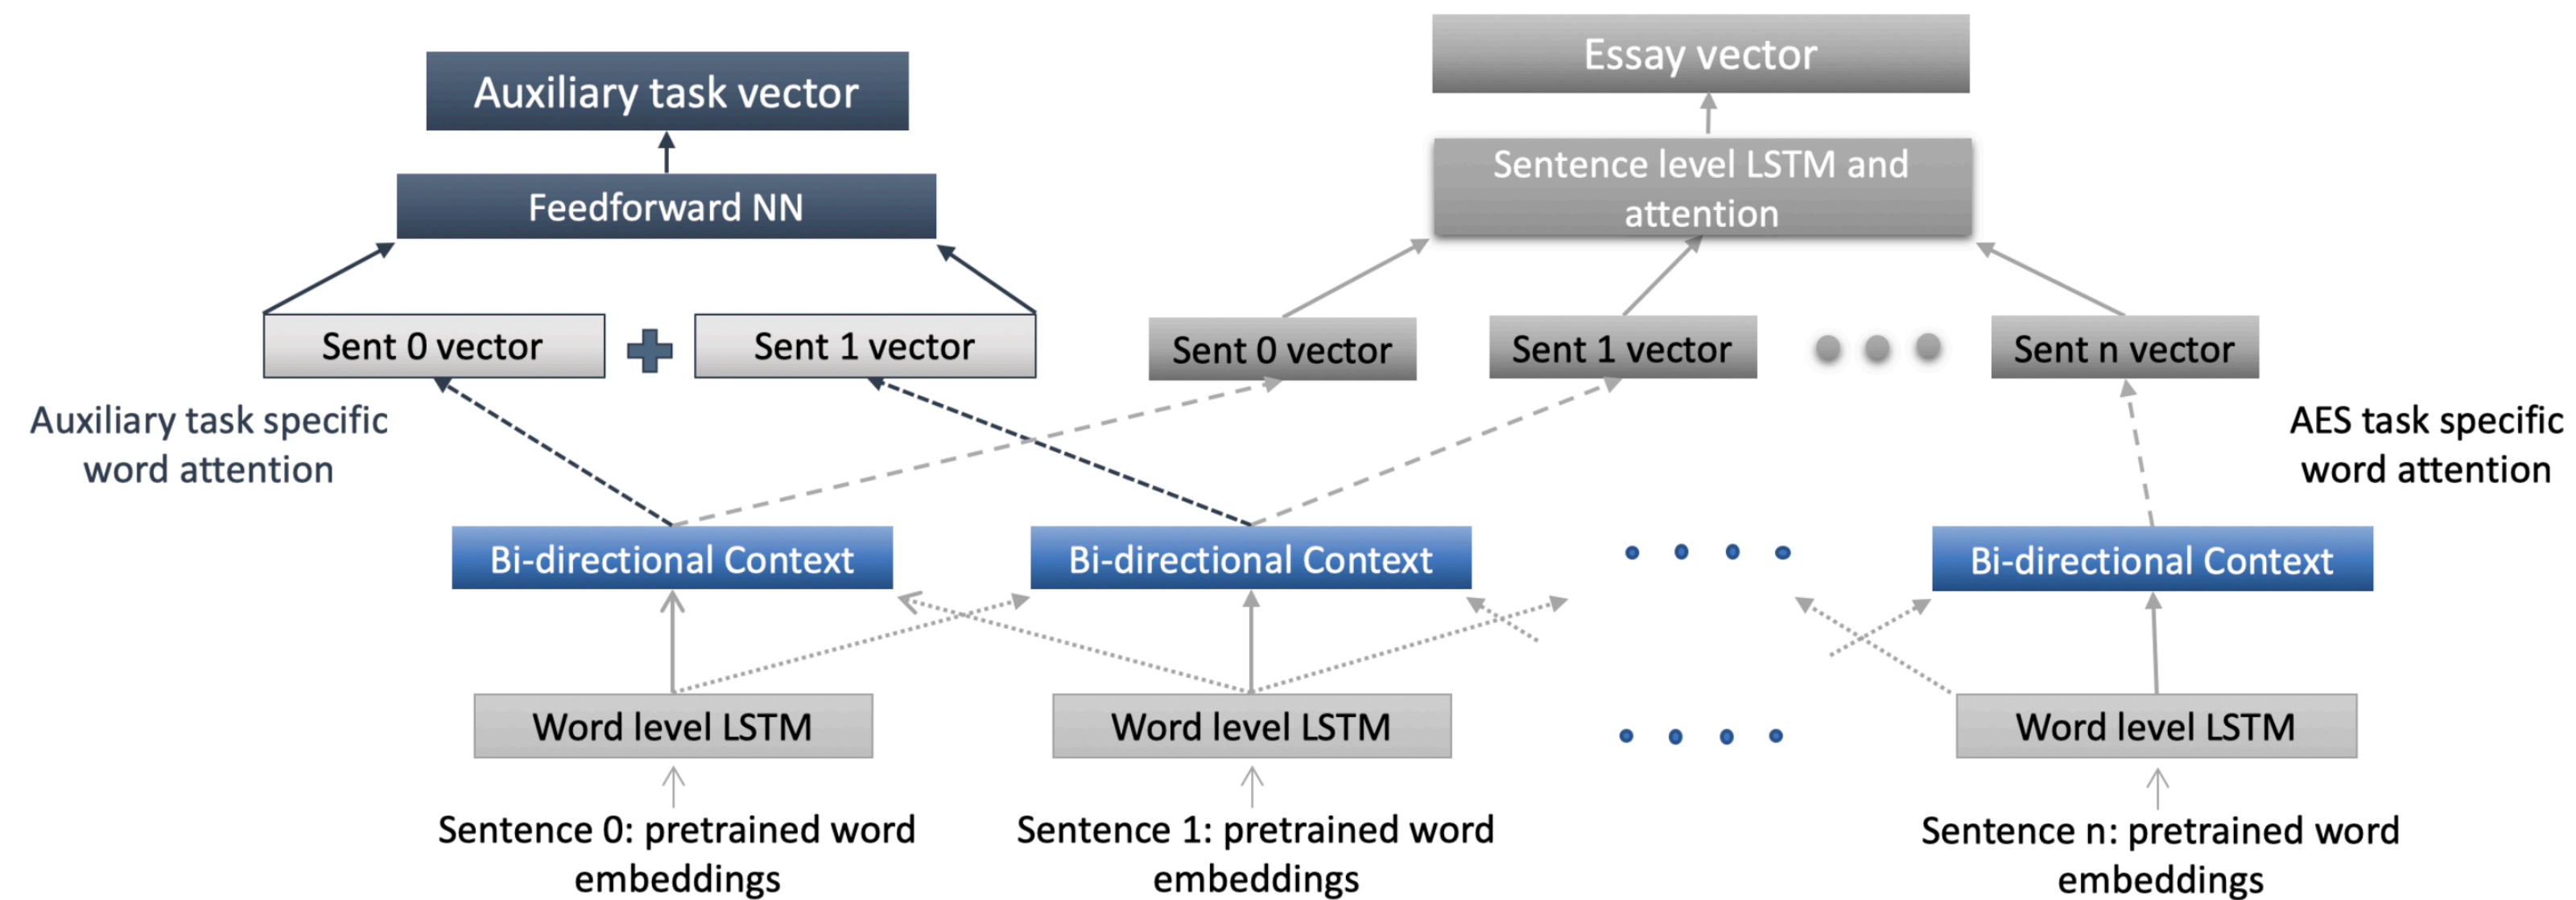 Essay vector
Auxiliary task vector
Sentence level LSTM and
attention
Feedforward NN
Sent 0 vector
Sent 1 vector
Sent 0 vector
Sent 1 vector
Sent n vector
Auxiliary task specific
word attention
AES task specific
word attention
Bi-directional Context
Bi-directional Context
Bi-directional Context
Word level LSTM
Word level LSTM
Word level LSTM
Sentence 0: pretrained word
embeddings
Sentence 1: pretrained word
embeddings
Sentence n: pretrained word
embeddings